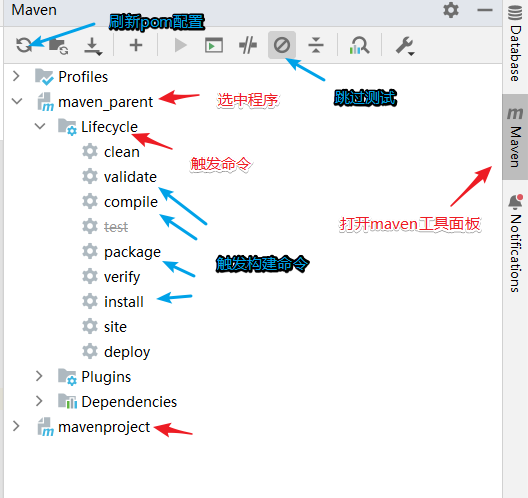 Maven
刷新pom配置
跳过测试
Profiles
maven_parent
选中程序
Lifecycle
触发命令
clean
validate
compile
test
package
触发构建命令
verify
install
site
deploy
Plugins
Dependencies
mavenproject
打开maven工具面板
Database
m Maven
Notifications